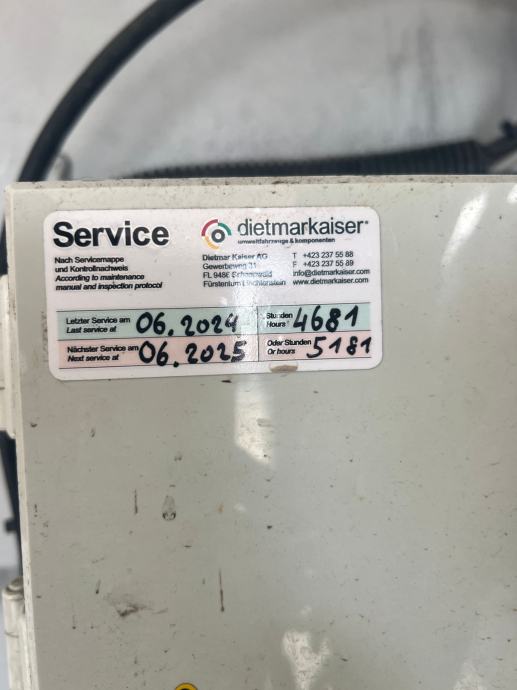 Service
dietmarkaiser®
umweltfahrzeuge & komponenten
Nach Servicemappe
und Kontrollnachweis
According to maintenance
manual and inspection protocol
Dietmar Kaiser AG
Gewerbeweg 31
FL 9486 Schaanwald
Fürstentum Liechtenstein
T +423 237 55 88
F +423 237 55 89
info@dietmarkaiser.com
www.dietmarkaiser.com
Letzter Service am
Last service at
06.2024
Stunden
Hours
4681
Nächster Service am
Next service at
06.2025
Oder Stunden
Or hours
5181